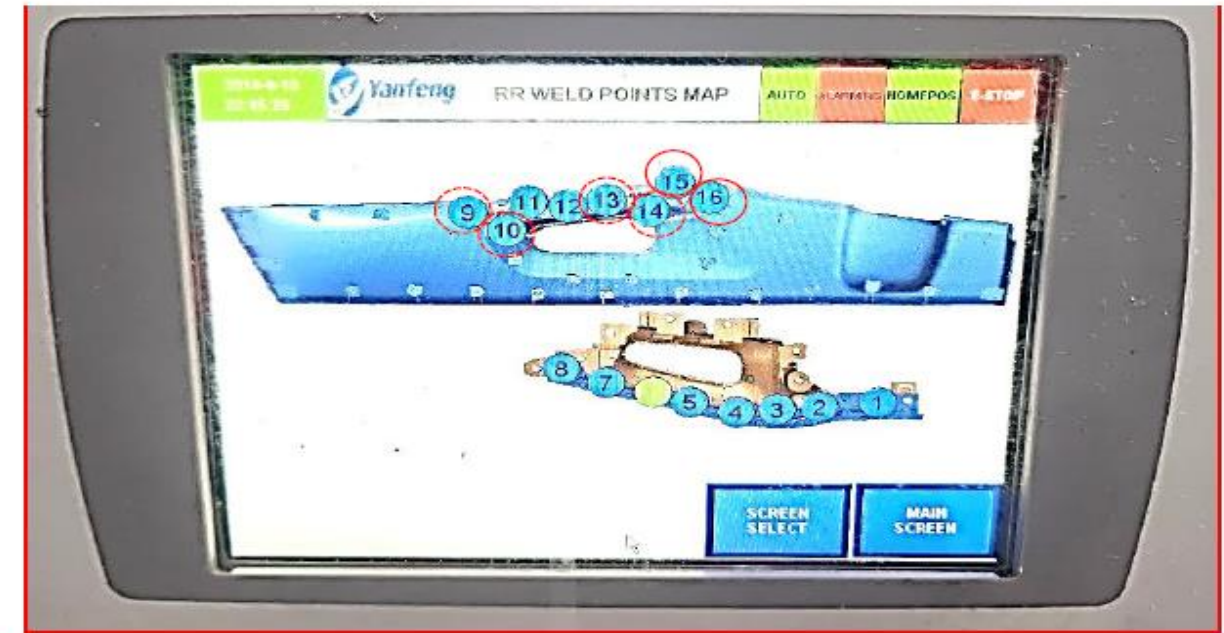 Yanfeng
RR WELD POINTS MAP
AUTO
HOMEPOS
E-STOP
15
9 11 12 13 14 16
10
8
7
5
4 3 2 1
SCREEN
SELECT
MAIN
SCREEN